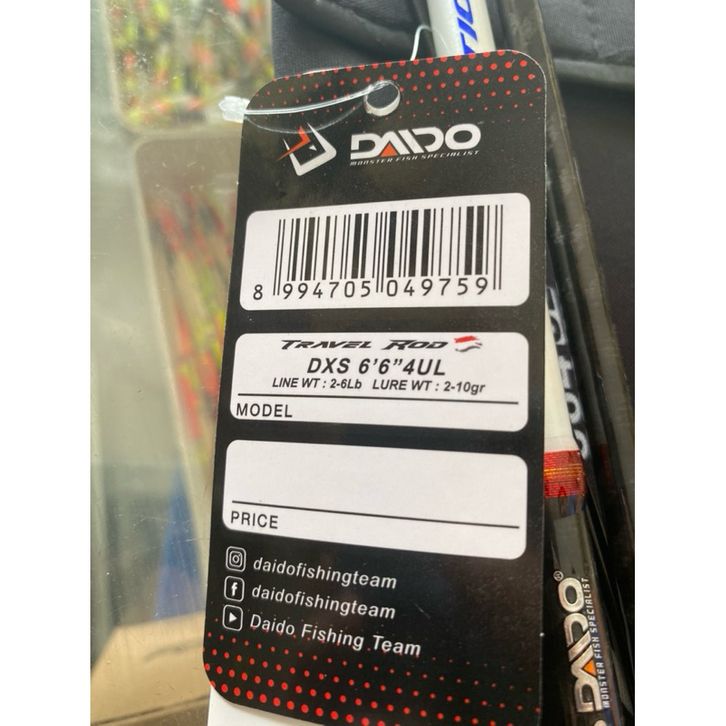 DAIDO
MONSTER FISH SPECIALIST
8 994705 049759
TRAVEL ROD
DXS 6'6"4UL
LINE WT : 2-6Lb LURE WT : 2-10gr
MODEL
PRICE
daidofishingteam
daidofishingteam
Daido Fishing Team
DAIDO®
MONSTER FISH SPECIALIST